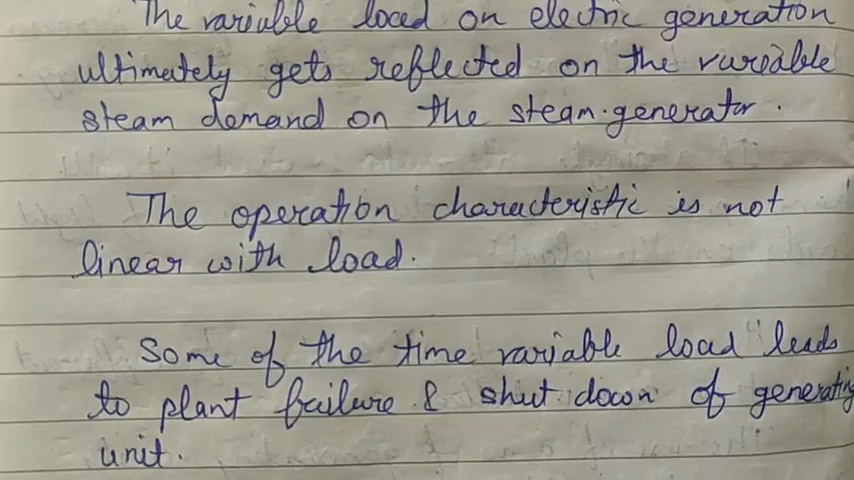 The variable load on electric generation
ultimately gets reflected on the variable
steam demand on the steam.generator.
The operation characteristic is not
linear with load.
Some of the time variable load leads
to plant failure & shut down of generating
unit.